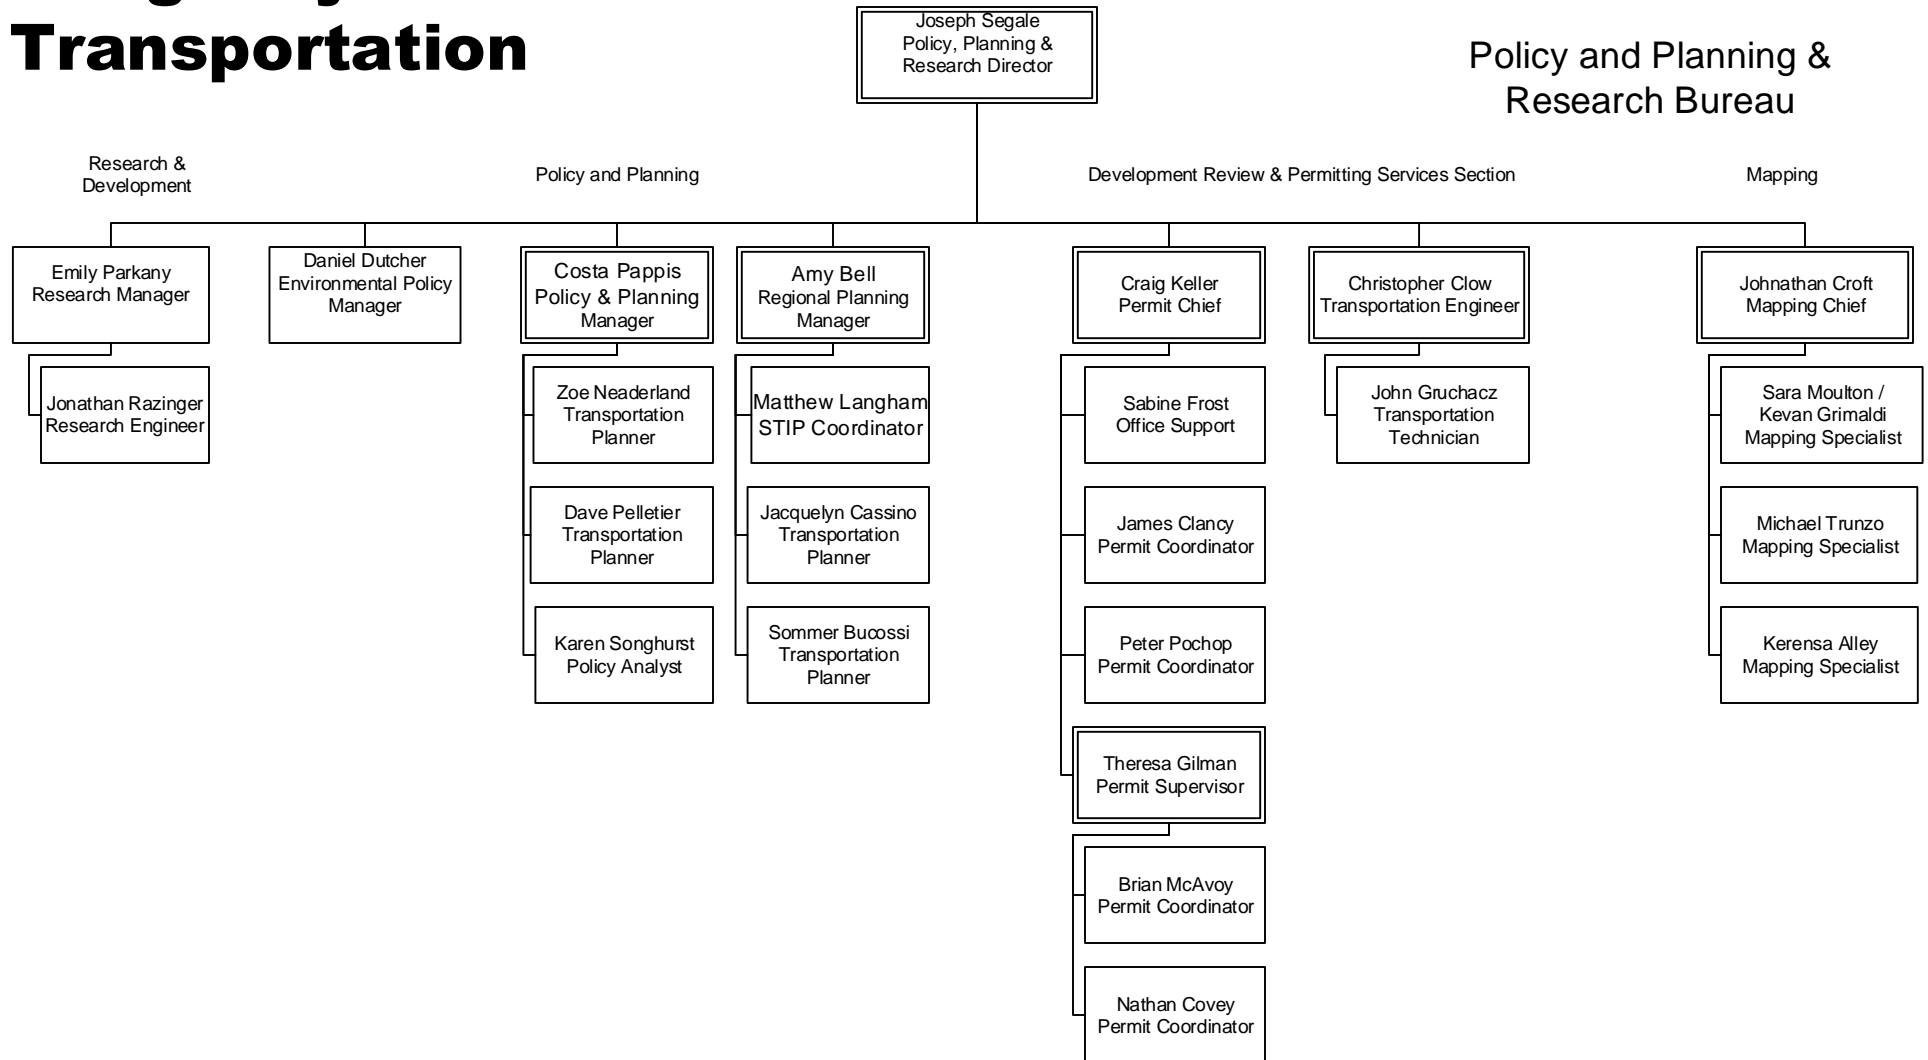 Transportation
Joseph Segale
Policy, Planning &
Research Director
Policy and Planning &
Research Bureau
Research &
Development
Policy and Planning
Development Review & Permitting Services Section
Mapping
Emily Parkany
Research Manager
Daniel Dutcher
Environmental Policy
Manager
Costa Pappis
Policy & Planning
Manager
Amy Bell
Regional Planning
Manager
Craig Keller
Permit Chief
Christopher Clow
Transportation Engineer
Johnathan Croft
Mapping Chief
Jonathan Razinger
Research Engineer
Zoe Neaderland
Transportation
Planner
Matthew Langham
STIP Coordinator
Sabine Frost
Office Support
John Gruchacz
Transportation
Technician
Sara Moulton /
Kevan Grimaldi
Mapping Specialist
Dave Pelletier
Transportation
Planner
Jacquelyn Cassino
Transportation
Planner
James Clancy
Permit Coordinator
Michael Trunzo
Mapping Specialist
Karen Songhurst
Policy Analyst
Sommer Bucossi
Transportation
Planner
Peter Pochop
Permit Coordinator
Kerensa Alley
Mapping Specialist
Theresa Gilman
Permit Supervisor
Brian McAvoy
Permit Coordinator
Nathan Covey
Permit Coordinator